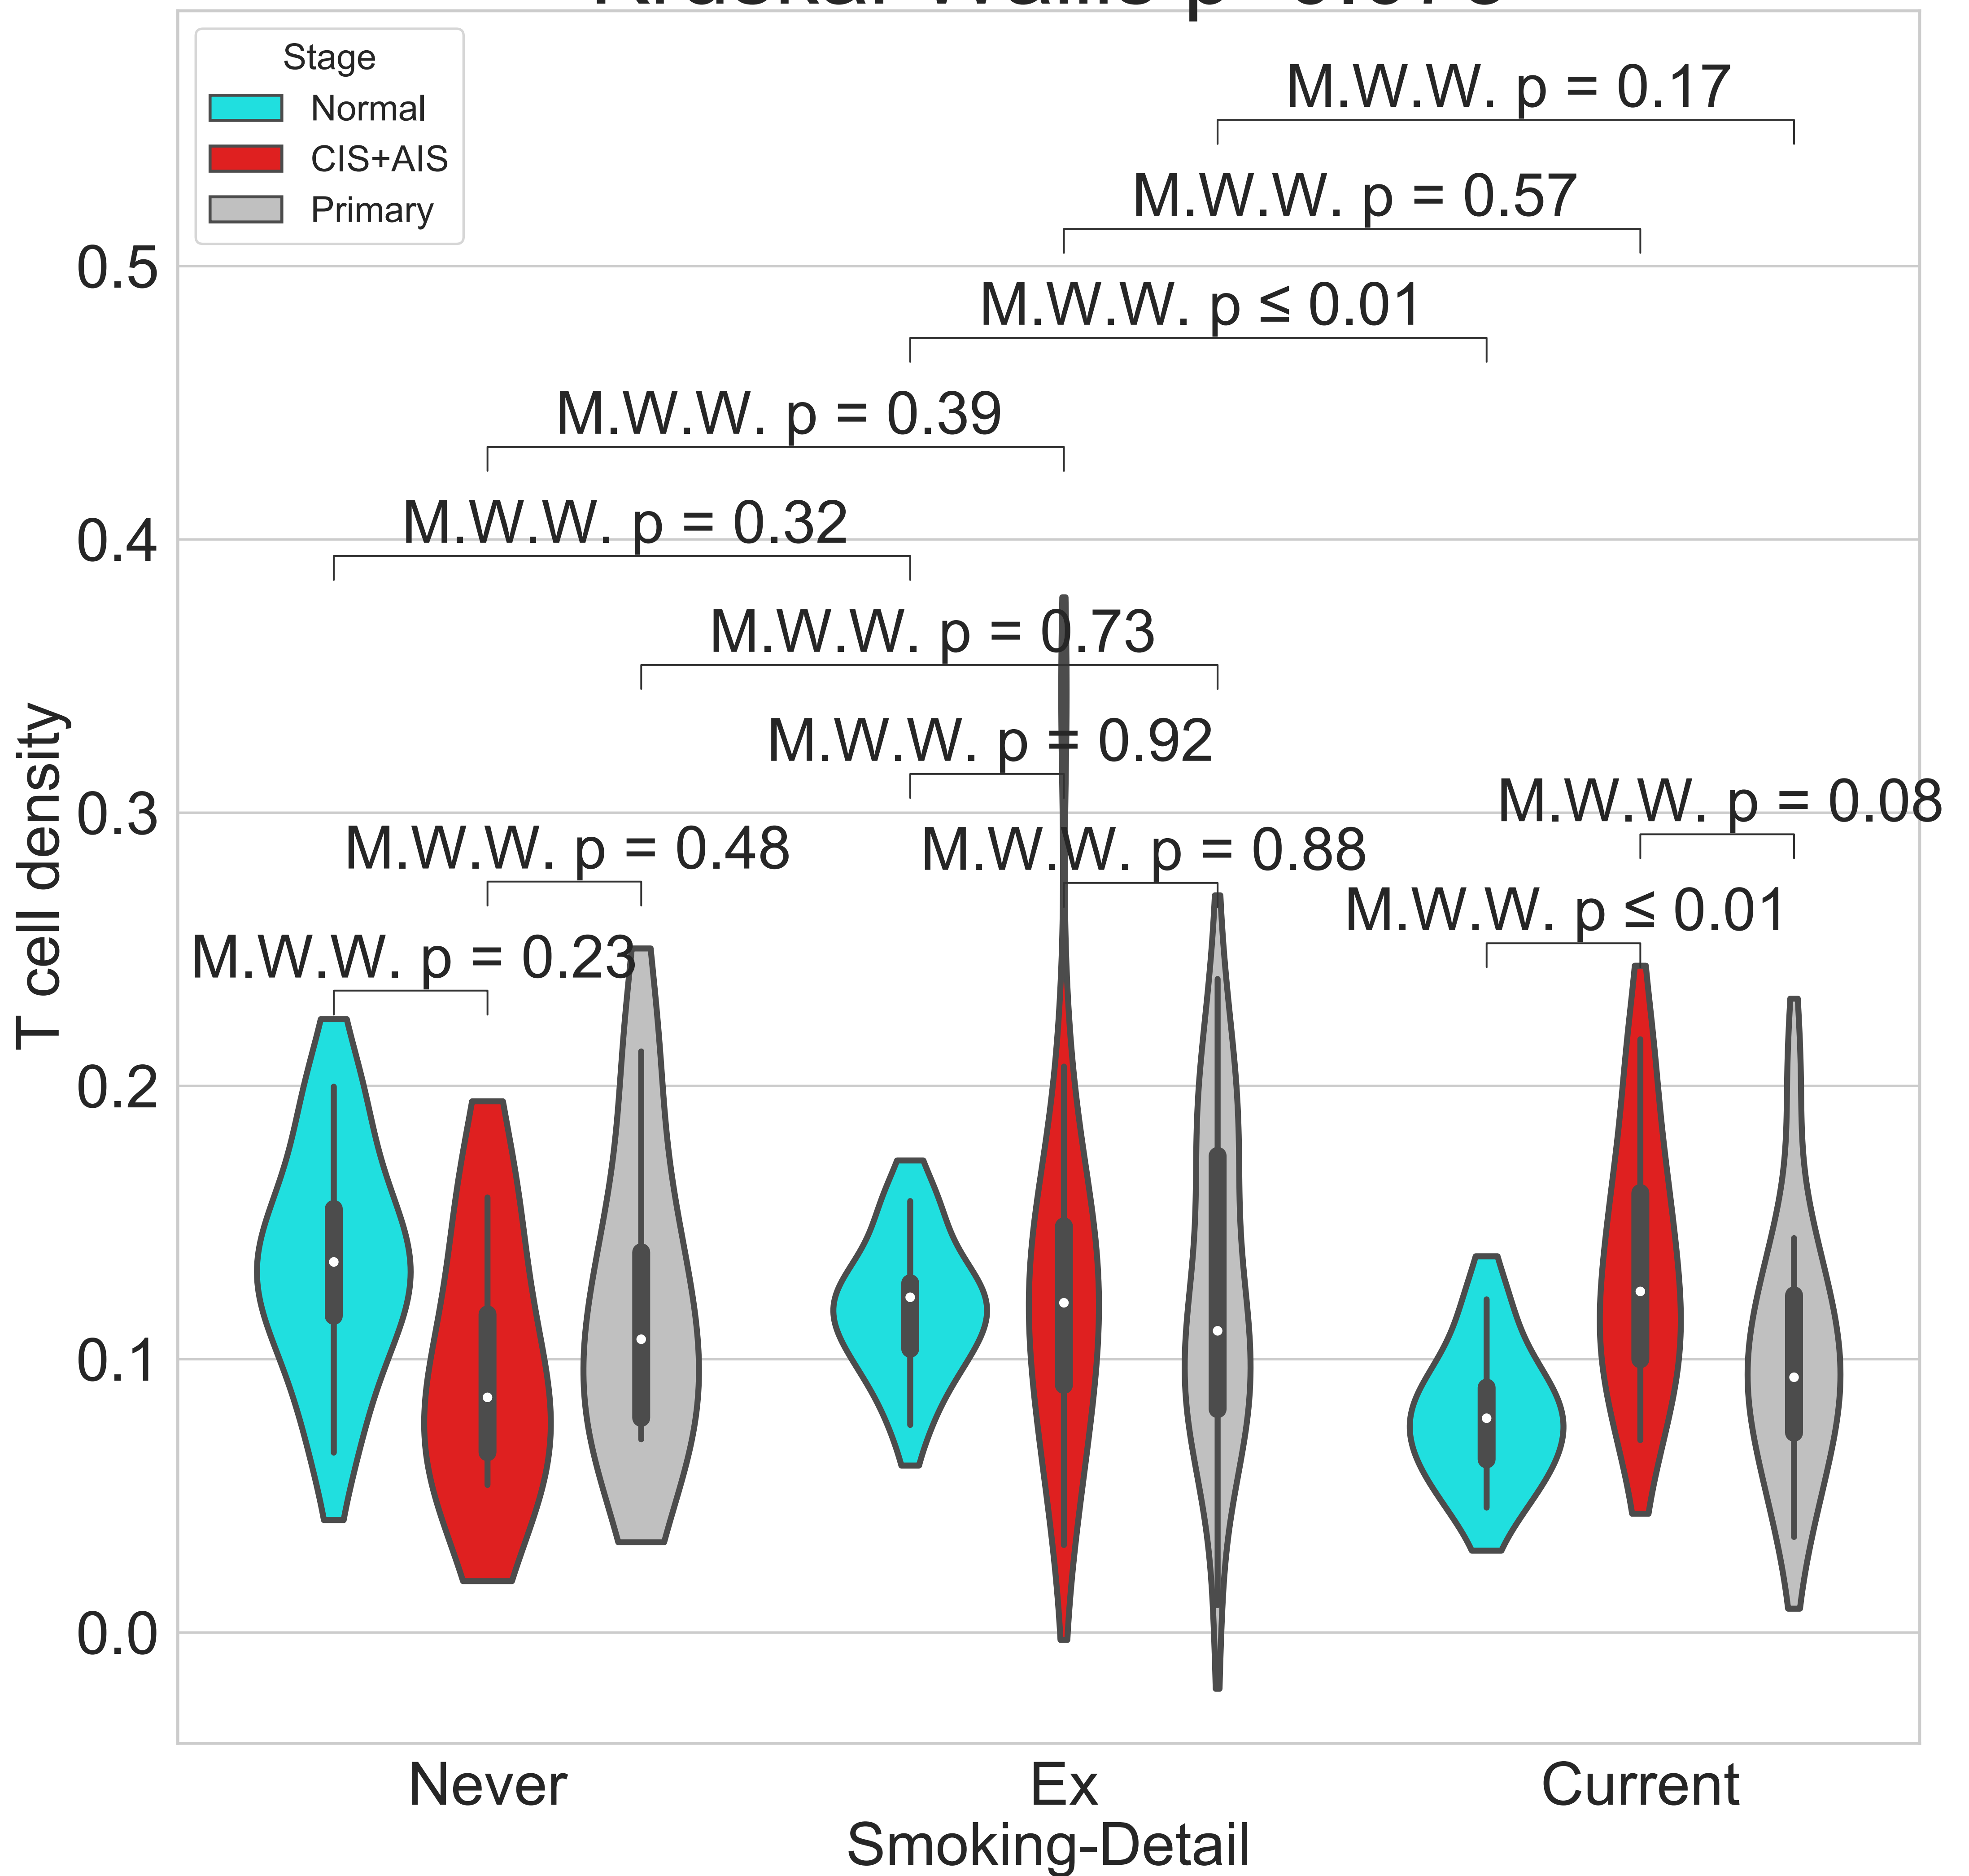 Stage
Normal
CIS+AIS
Primary
M.W.W. p = 0.17
M.W.W. p = 0.57
0.5
M.W.W. p ≤ 0.01
M.W.W. p = 0.39
M.W.W. p = 0.32
0.4
M.W.W. p = 0.73
M.W.W. p = 0.92
M.W.W. p = 0.08
0.3
M.W.W. p = 0.48
M.W.W. p = 0.88
M.W.W. p ≤ 0.01
M.W.W. p = 0.23
T cell density
0.2
0.1
0.0
Never
Ex
Current
Smoking-Detail